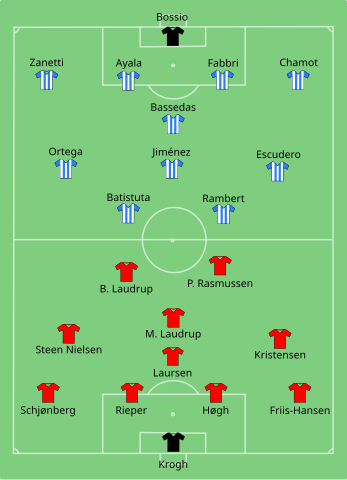 Bossio
Zanetti
Ayala
Fabbri
Chamot
Bassedas
Ortega
Jiménez
Escudero
Batistuta
Rambert
B. Laudrup
P. Rasmussen
M. Laudrup
Steen Nielsen
Kristensen
Laursen
Schjønberg
Rieper
Høgh
Friis-Hansen
Krogh